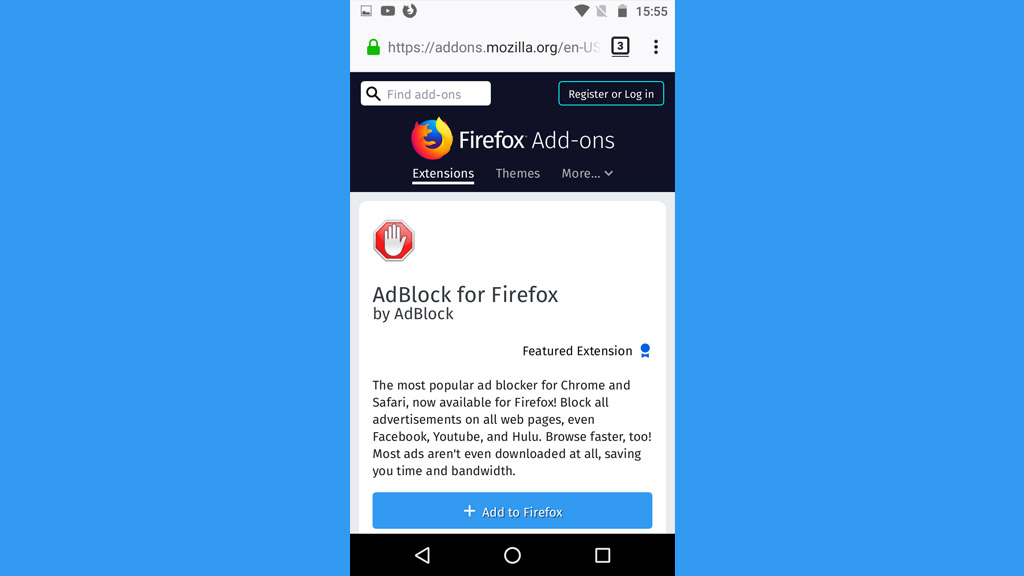 15:55
https://addons.mozilla.org/en-US
3
Find add-ons
Register or Log in
Firefox Add-ons
Extensions
Themes
More...
AdBlock for Firefox
by AdBlock
Featured Extension
The most popular ad blocker for Chrome and
Safari, now available for Firefox! Block all
advertisements on all web pages, even
Facebook, Youtube, and Hulu. Browse faster, too!
Most ads aren't even downloaded at all, saving
you time and bandwidth.
+ Add to Firefox